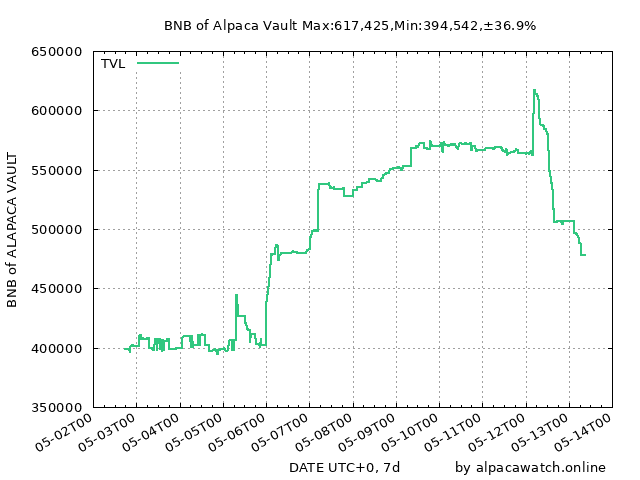 BNB of Alpaca Vault Max:617,425,Min:394,542,±36.9%
TVL
650000
600000
550000
500000
450000
400000
350000
BNB of ALAPACA VAULT
05-02T00
05-03T00
05-04T00
05-05T00
05-06T00
05-07T00
05-08T00
05-09T00
05-10T00
05-11T00
05-12T00
05-13T00
05-14T00
DATE UTC+0, 7d
by alpacawatch.online